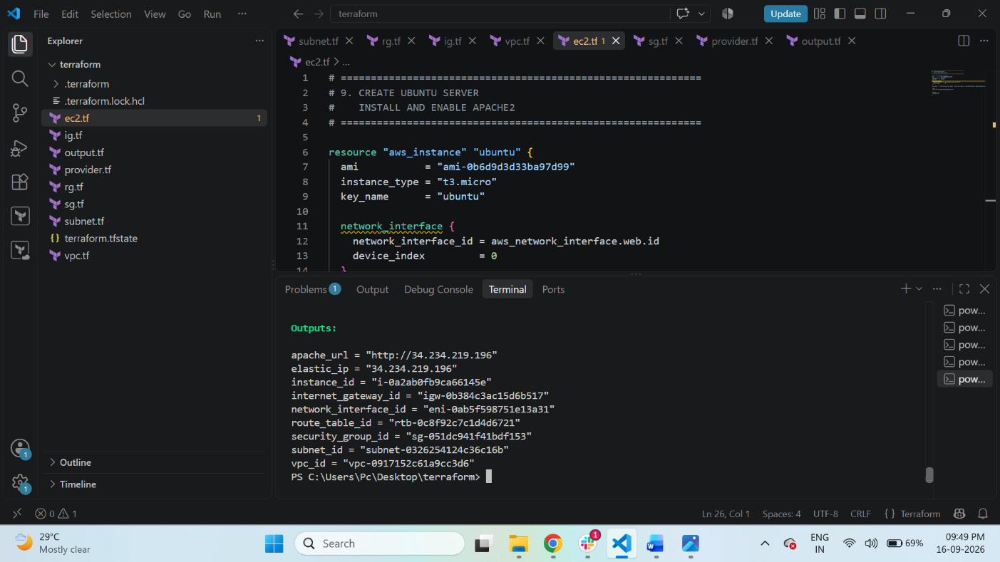 File Edit Selection View Go Run ···
terraform
Update
Explorer
terraform
.terraform
.terraform.lock.hcl
ec2.tf 1
ig.tf
output.tf
provider.tf
rg.tf
sg.tf
subnet.tf
{} terraform.tfstate
vpc.tf
Outline
Timeline
1
1
subnet.tf rg.tf ig.tf vpc.tf ec2.tf 1 sg.tf provider.tf output.tf
ec2.tf > ...
1 # ============================================================
2 # 9. CREATE UBUNTU SERVER
3 #    INSTALL AND ENABLE APACHE2
4 # ============================================================
5
6 resource "aws_instance" "ubuntu" {
7   ami           = "ami-0b6d9d3d33ba97d99"
8   instance_type = "t3.micro"
9   key_name      = "ubuntu"
10
11   network_interface {
12     network_interface_id = aws_network_interface.web.id
13     device_index         = 0
14   }
Problems 1 Output Debug Console Terminal Ports
Outputs:
apache_url = "http://34.234.219.196"
elastic_ip = "34.234.219.196"
instance_id = "i-0a2ab0fb9ca66145e"
internet_gateway_id = "igw-0b384c3ac15d6b517"
network_interface_id = "eni-0ab5f598751e13a31"
route_table_id = "rtb-0c8f92c7c1d4d6721"
security_group_id = "sg-051dc941f41bdf153"
subnet_id = "subnet-0326254124c36c16b"
vpc_id = "vpc-0917152c61a9cc3d6"
PS C:\Users\Pc\Desktop\terraform>
pow...
pow...
pow...
pow...
pow...
0 1
Ln 26, Col 1 Spaces: 4 UTF-8 CRLF {} Terraform
29°C
Mostly clear
Search
1
ENG
IN
69%
09:49 PM
16-09-2026